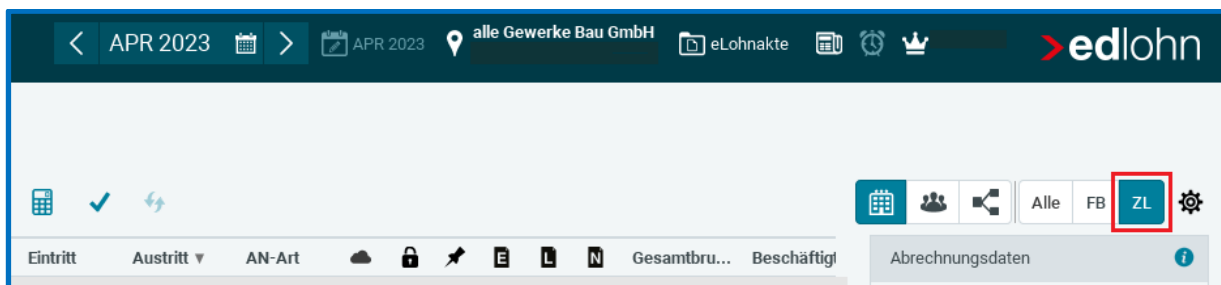 APR 2023 APR 2023 alle Gewerke Bau GmbH eLohnakte edlohn
Alle FB ZL
Eintritt Austritt AN-Art E L N Gesamtbru... Beschäftigt Abrechnungsdaten